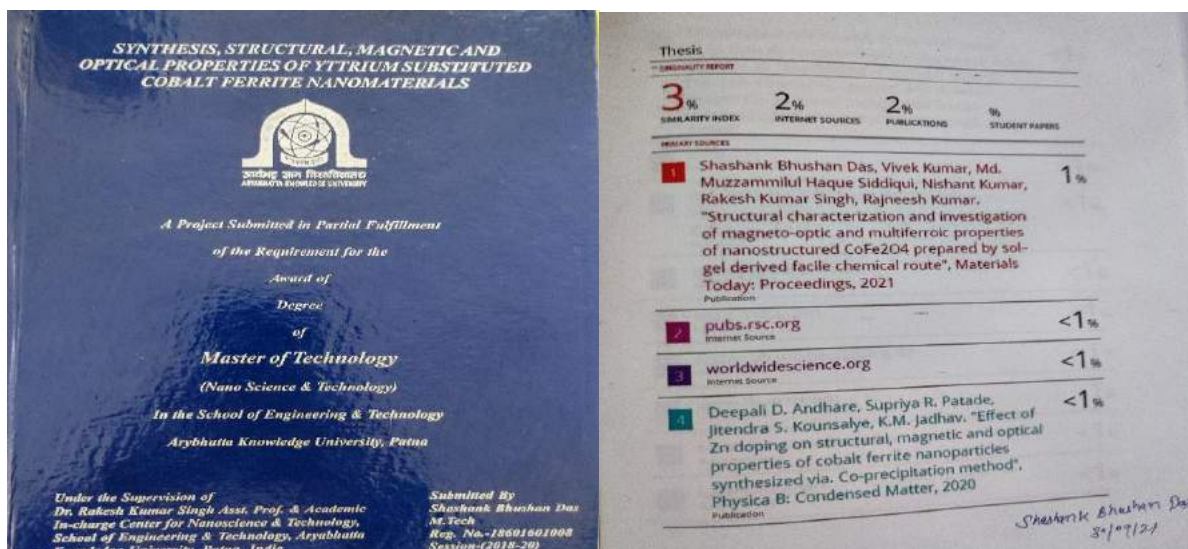 SYNTHESIS, STRUCTURAL, MAGNETIC AND
OPTICAL PROPERTIES OF YTTRIUM SUBSTITUTED
COBALT FERRITE NANOMATERIALS
आर्यभट्ट ज्ञान विश्वविद्यालय
ARYABHATTA KNOWLEDGE UNIVERSITY
A Project Submitted in Partial Fulfillment
of the Requirement for the
Award of
Degree
of
Master of Technology
(Nano Science & Technology)
In the School of Engineering & Technology
Arybhatta Knowledge University, Patna
Under the Supervision of
Dr. Rakesh Kumar Singh Asst. Prof. & Academic
In-charge Center for Nanoscience & Technology,
School of Engineering & Technology, Aryabhatta
Knowledge University, Patna, India
Submitted By
Shashank Bhushan Das
M.Tech
Reg. No.-18601601008
Session-(2018-20)
Thesis
ORIGINALITY REPORT
3%
SIMILARITY INDEX
2%
INTERNET SOURCES
2%
PUBLICATIONS
%
STUDENT PAPERS
PRIMARY SOURCES
1
Shashank Bhushan Das, Vivek Kumar, Md.
Muzzammilul Haque Siddiqui, Nishant Kumar,
Rakesh Kumar Singh, Rajneesh Kumar.
"Structural characterization and investigation
of magneto-optic and multiferroic properties
of nanostructured CoFe2O4 prepared by sol-
gel derived facile chemical route", Materials
Today: Proceedings, 2021
Publication
1%
2
pubs.rsc.org
Internet Source
<1%
3
worldwidescience.org
Internet Source
<1%
4
Deepali D. Andhare, Supriya R. Patade,
Jitendra S. Kounsalye, K.M. Jadhav. "Effect of
Zn doping on structural, magnetic and optical
properties of cobalt ferrite nanoparticles
synthesized via. Co-precipitation method",
Physica B: Condensed Matter, 2020
Publication
<1%
Shashank Bhushan Das